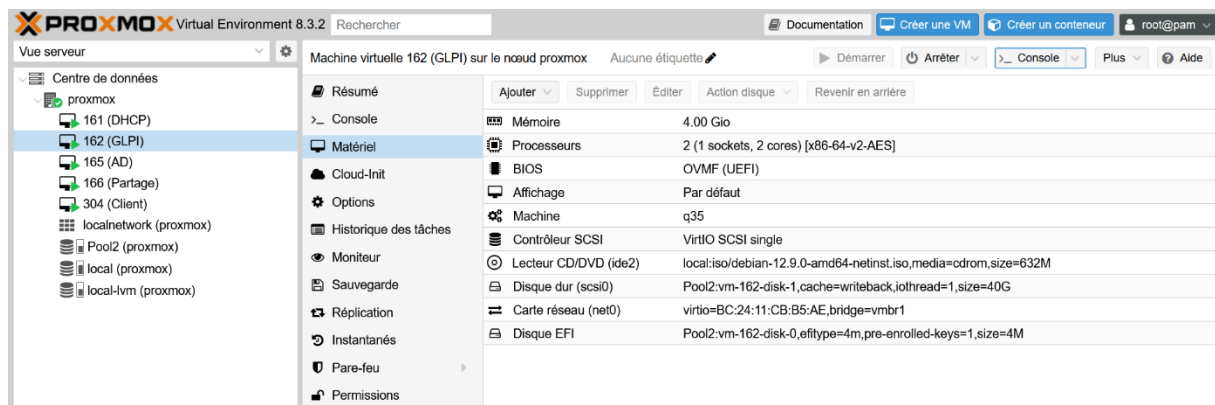 PROXMOX Virtual Environment 8.3.2 Rechercher Documentation Créer une VM Créer un conteneur root@pam
Vue serveur
Machine virtuelle 162 (GLPI) sur le nœud proxmox Aucune étiquette Démarrer Arrêter >_ Console Plus Aide
Centre de données
proxmox
161 (DHCP)
162 (GLPI)
165 (AD)
166 (Partage)
304 (Client)
localnetwork (proxmox)
Pool2 (proxmox)
local (proxmox)
local-lvm (proxmox)
Résumé
>_ Console
Matériel
Cloud-Init
Options
Historique des tâches
Moniteur
Sauvegarde
Réplication
Instantanés
Pare-feu
Permissions
Ajouter Supprimer Éditer Action disque Revenir en arrière
Mémoire 4.00 Gio
Processeurs 2 (1 sockets, 2 cores) [x86-64-v2-AES]
BIOS OVMF (UEFI)
Affichage Par défaut
Machine q35
Contrôleur SCSI VirtIO SCSI single
Lecteur CD/DVD (ide2) local:iso/debian-12.9.0-amd64-netinst.iso,media=cdrom,size=632M
Disque dur (scsi0) Pool2:vm-162-disk-1,cache=writeback,iothread=1,size=40G
Carte réseau (net0) virtio=BC:24:11:CB:B5:AE,bridge=vmbr1
Disque EFI Pool2:vm-162-disk-0,efitype=4m,pre-enrolled-keys=1,size=4M